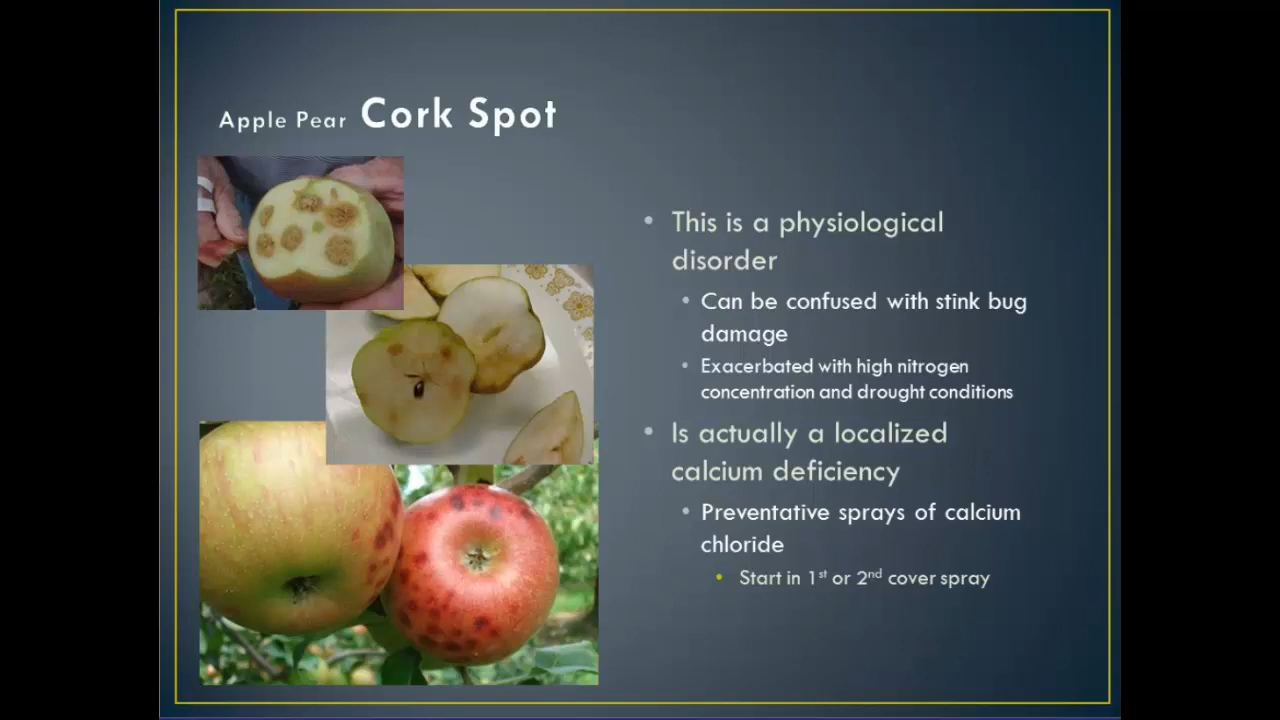 Apple Pear Cork Spot
• This is a physiological
disorder
• Can be confused with stink bug
damage
• Exacerbated with high nitrogen
concentration and drought conditions
• Is actually a localized
calcium deficiency
• Preventative sprays of calcium
chloride
• Start in 1st or 2nd cover spray